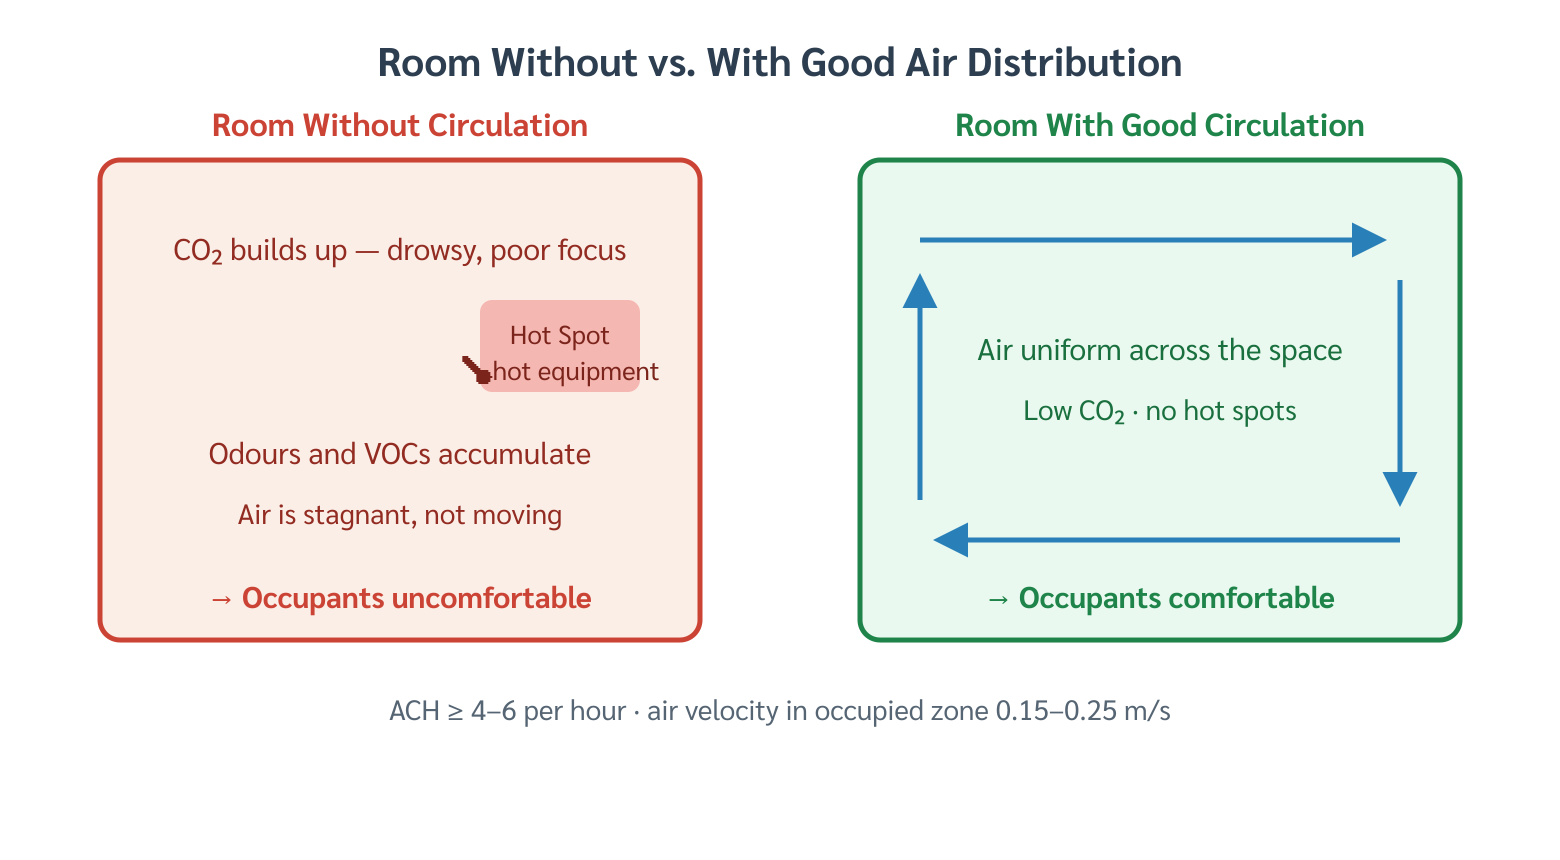 Room Without vs. With Good Air Distribution
Room Without Circulation
Room With Good Circulation
CO₂ builds up — drowsy, poor focus
Hot Spot
hot equipment
Odours and VOCs accumulate
Air is stagnant, not moving
→ Occupants uncomfortable
Air uniform across the space
Low CO₂ · no hot spots
→ Occupants comfortable
ACH ≥ 4–6 per hour · air velocity in occupied zone 0.15–0.25 m/s